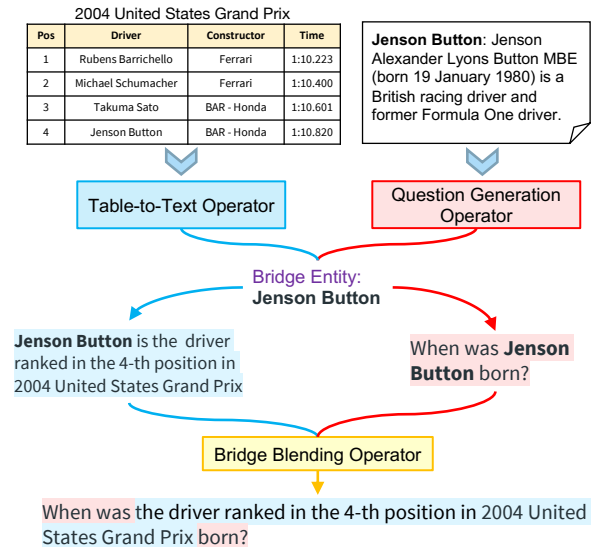 2004 United States Grand Prix
Pos Driver Constructor Time
1 Rubens Barrichello Ferrari 1:10.223
2 Michael Schumacher Ferrari 1:10.400
3 Takuma Sato BAR - Honda 1:10.601
4 Jenson Button BAR - Honda 1:10.820
Jenson Button: Jenson
Alexander Lyons Button MBE
(born 19 January 1980) is a
British racing driver and
former Formula One driver.
Table-to-Text Operator
Question Generation
Operator
Bridge Entity:
Jenson Button
Jenson Button is the driver
ranked in the 4-th position in
2004 United States Grand Prix
When was Jenson
Button born?
Bridge Blending Operator
When was the driver ranked in the 4-th position in 2004 United
States Grand Prix born?